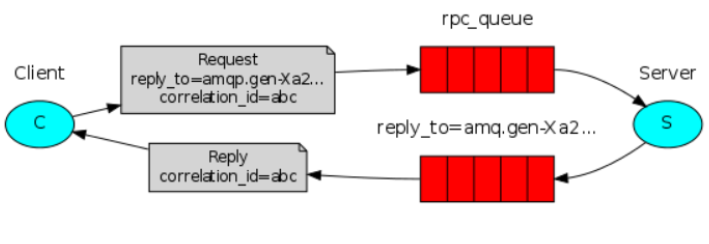 rpc_queue
Client
Request
reply_to=amqp.gen-Xa2...
correlation_id=abc
Server
C
S
reply_to=amq.gen-Xa2...
Reply
correlation_id=abc